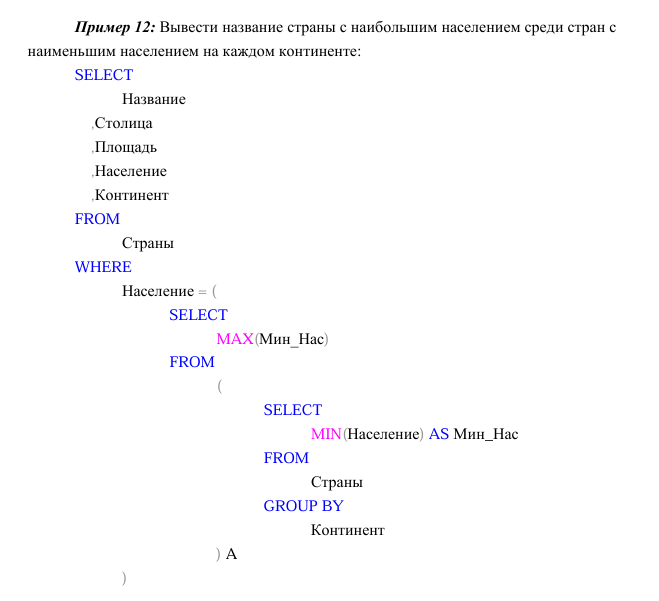 Пример 12: Вывести название страны с наибольшим населением среди стран с
наименьшим населением на каждом континенте:
SELECT
Название
,Столица
,Площадь
,Население
,Континент
FROM
Страны
WHERE
Население = (
SELECT
MAX(Мин_Нас)
FROM
(
SELECT
MIN(Население) AS Мин_Нас
FROM
Страны
GROUP BY
Континент
) A
)